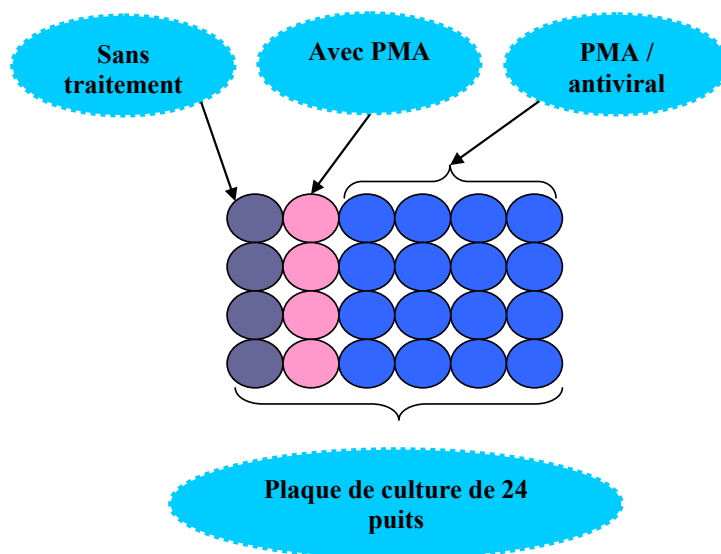 Sans
traitement
Avec PMA
PMA /
antiviral
Plaque de culture de 24
puits